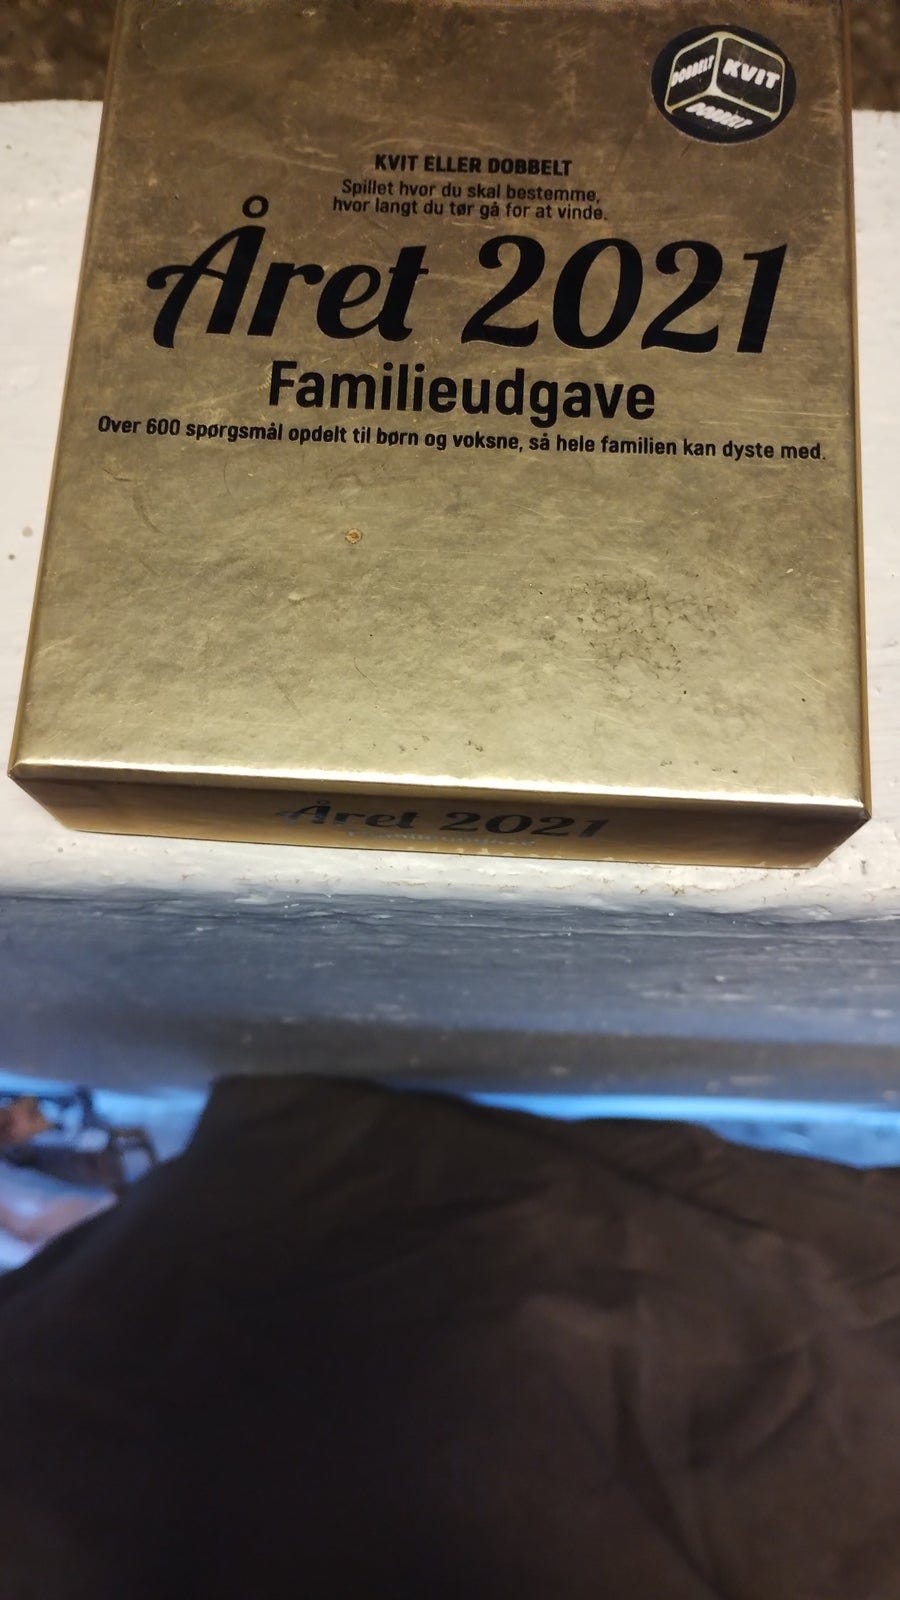 DOBBELT KVIT
DOBBELT
KVIT ELLER DOBBELT
Spillet hvor du skal bestemme,
hvor langt du tør gå for at vinde.
Året 2021
Familieudgave
Over 600 spørgsmål opdelt til børn og voksne, så hele familien kan dyste med.
Året 2021
Familieudgave